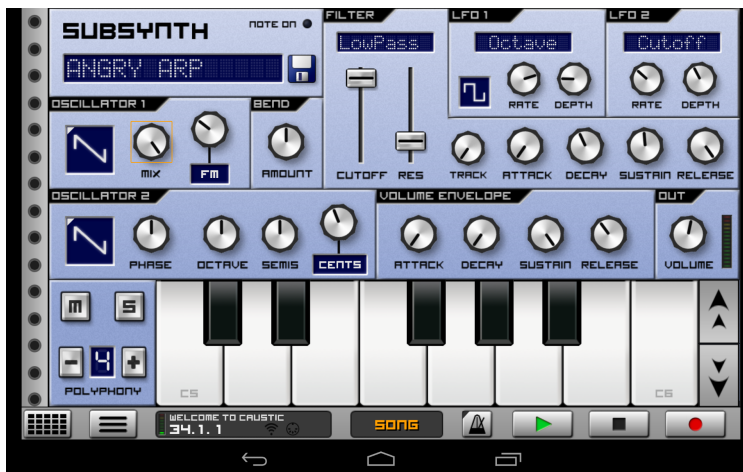 SUBSYNTH
NOTE ON
ANGRY ARP
FILTER
LowPass
CUTOFF RES
LFO 1
Octave
RATE DEPTH
LFO 2
Cutoff
RATE DEPTH
TRACK ATTACK DECAY SUSTAIN RELEASE
OSCILLATOR 1
MIX
FM
BEND
AMOUNT
OSCILLATOR 2
PHASE OCTAVE SEMIS CENTS
VOLUME ENVELOPE
ATTACK DECAY SUSTAIN RELEASE
OUT
VOLUME
M S
- 4 +
POLYPHONY
C5
C6
WELCOME TO CAUSTIC
34.1.1
SONG